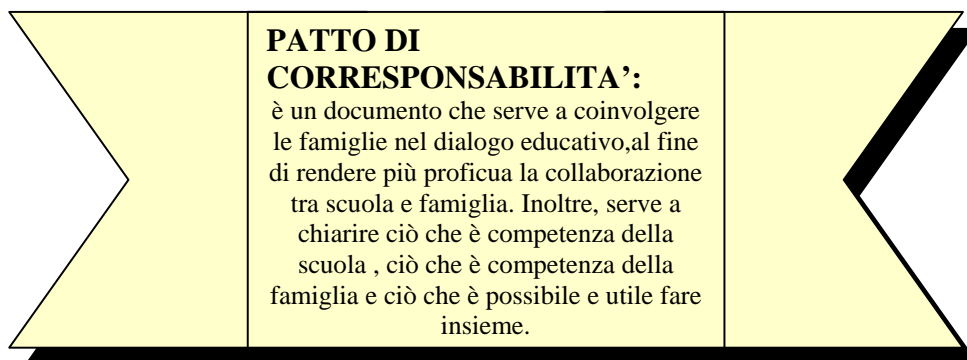 PATTO DI
CORRESPONSABILITA’:
è un documento che serve a coinvolgere
le famiglie nel dialogo educativo,al fine
di rendere più proficua la collaborazione
tra scuola e famiglia. Inoltre, serve a
chiarire ciò che è competenza della
scuola , ciò che è competenza della
famiglia e ciò che è possibile e utile fare
insieme.